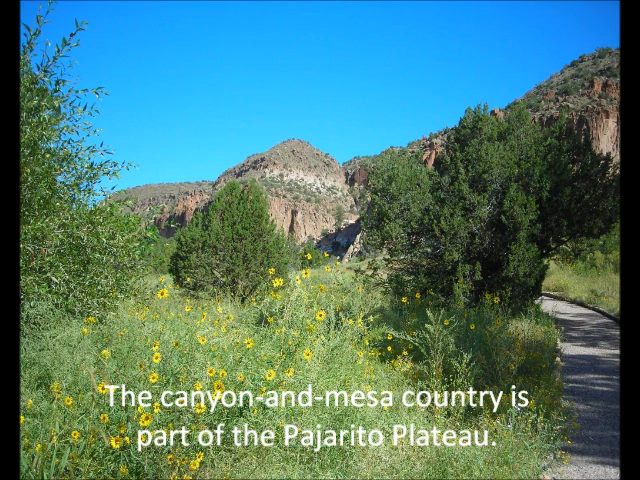 The canyon-and-mesa country is
part of the Pajarito Plateau.